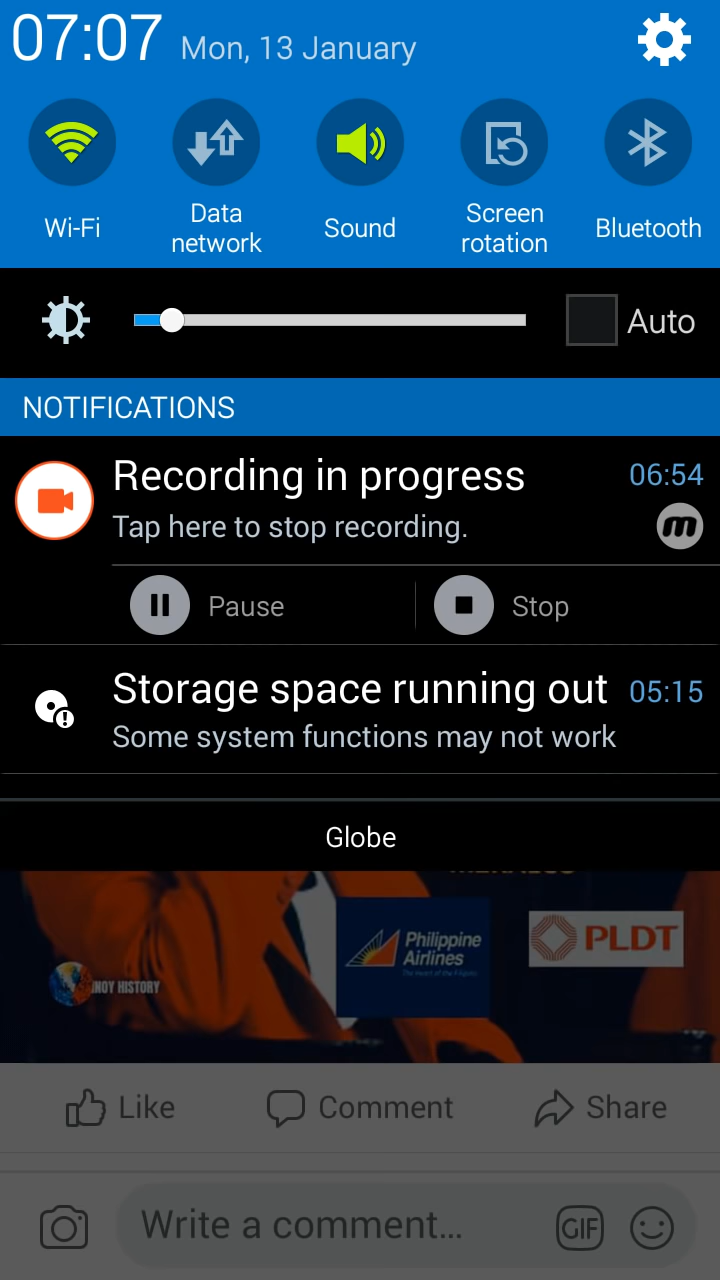 07:07 Mon, 13 January
Wi-Fi
Data
network
Sound
Screen
rotation
Bluetooth
Auto
NOTIFICATIONS
Recording in progress 06:54
Tap here to stop recording.
m
Pause Stop
Storage space running out 05:15
Some system functions may not work
Globe
Philippine
Airlines
PLDT
NOY HISTORY
Like Comment Share
Write a comment... GIF